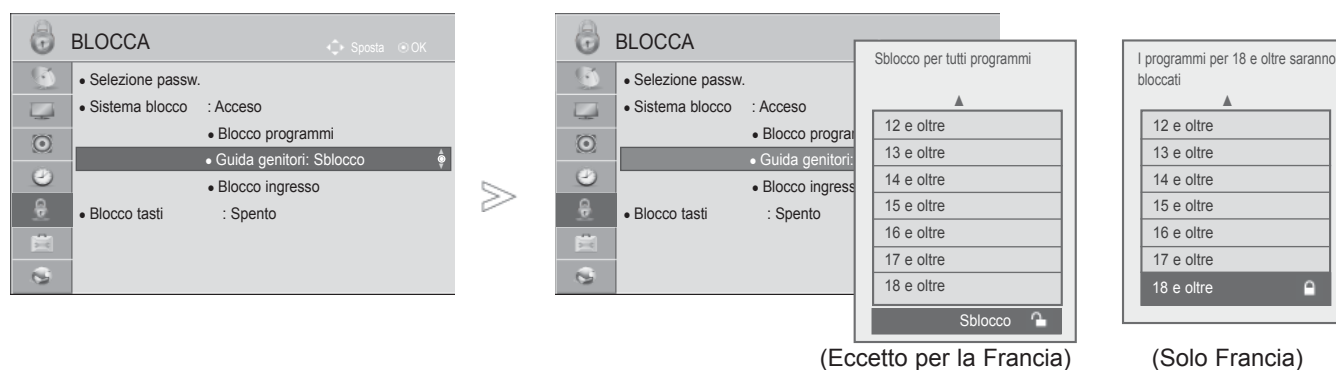 BLOCCA
Sposta OK
• Selezione passw.
• Sistema blocco : Acceso
• Blocco programmi
• Guida genitori: Sblocco
• Blocco ingresso
• Blocco tasti : Spento
BLOCCA
• Selezione passw.
• Sistema blocco : Acceso
• Blocco progra
• Guida genitori:
• Blocco ingress
• Blocco tasti : Spento
Sblocco per tutti programmi
12 e oltre
13 e oltre
14 e oltre
15 e oltre
16 e oltre
17 e oltre
18 e oltre
Sblocco
(Eccetto per la Francia)
I programmi per 18 e oltre saranno
bloccati
12 e oltre
13 e oltre
14 e oltre
15 e oltre
16 e oltre
17 e oltre
18 e oltre
(Solo Francia)